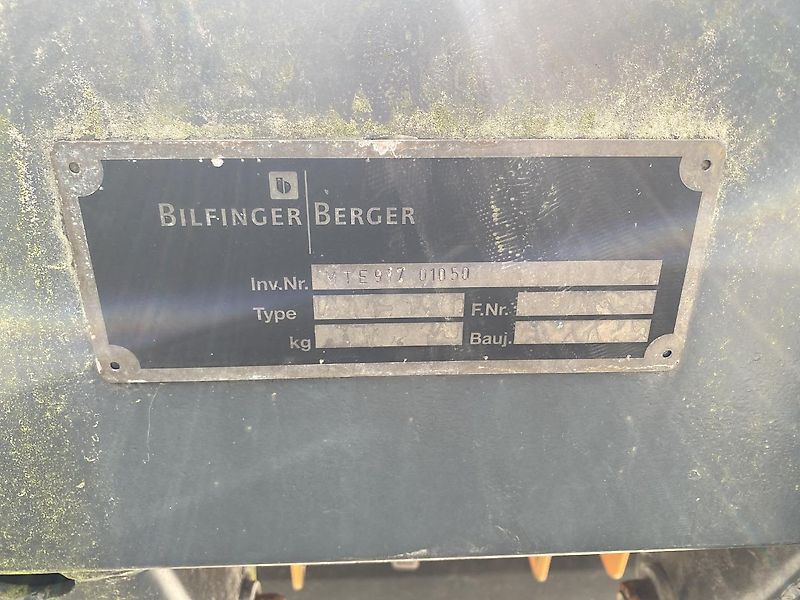 b
BILFINGER BERGER
Inv.Nr. 01050
Type F.Nr.
kg Bauj.